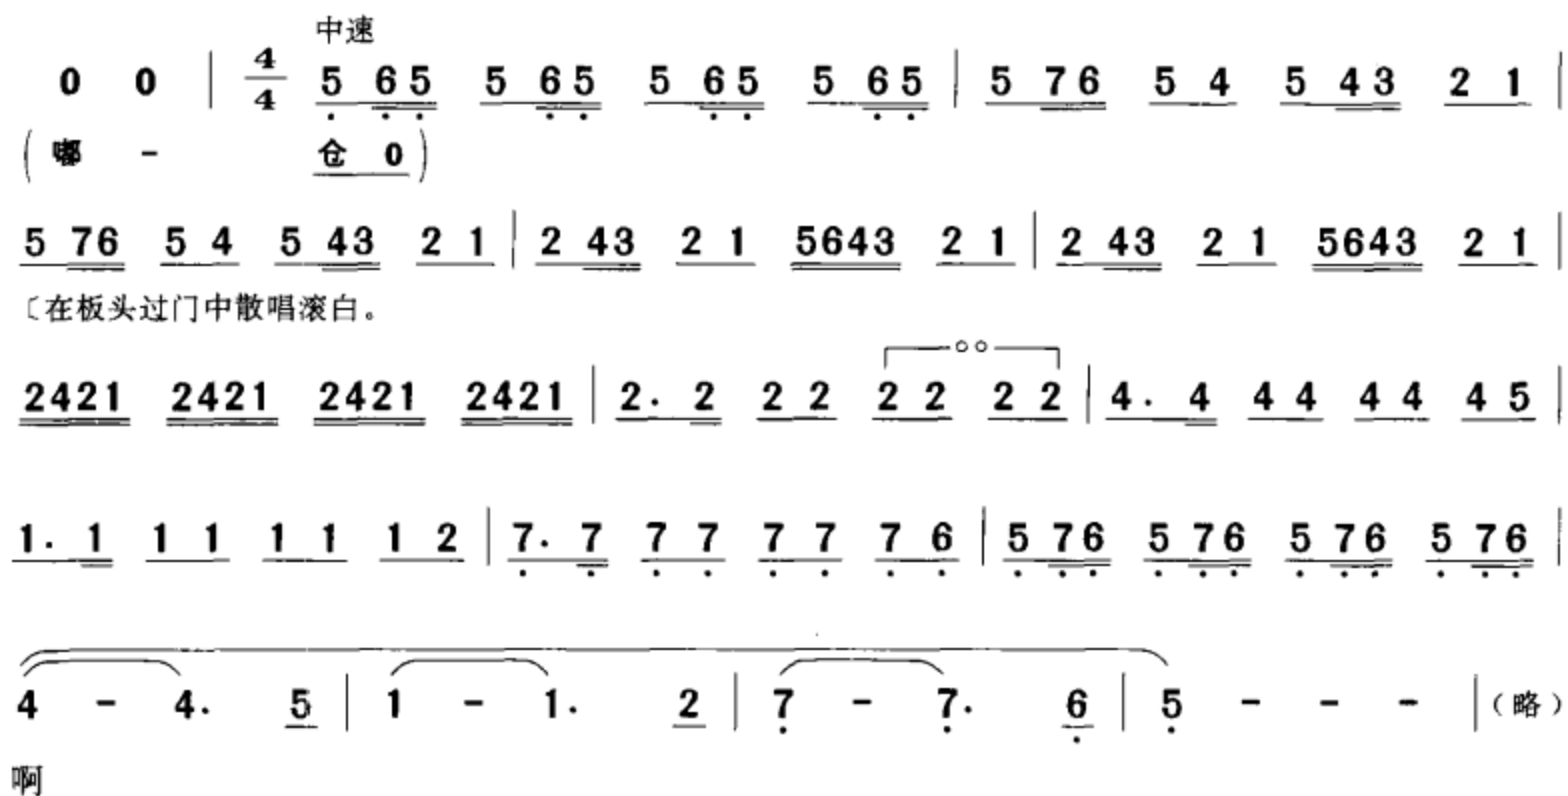 中速
0 0 | 4/4 5 65 5 65 5 65 5 65 | 5 76 5 4 5 43 2 1 |
(嘟 - 仓 0)
5 76 5 4 5 43 2 1 | 2 43 2 1 5643 2 1 | 2 43 2 1 5643 2 1 |
〔在板头过门中散唱滚白。
2421 2421 2421 2421 | 2. 2 2 2 2 2 2 2 | 4. 4 4 4 4 4 4 5 |
1. 1 1 1 1 1 1 2 | 7. 7 7 7 7 7 7 6 | 5 76 5 76 5 76 5 76 |
4 - 4. 5 | 1 - 1. 2 | 7 - 7. 6 | 5 - - - | (略)
啊